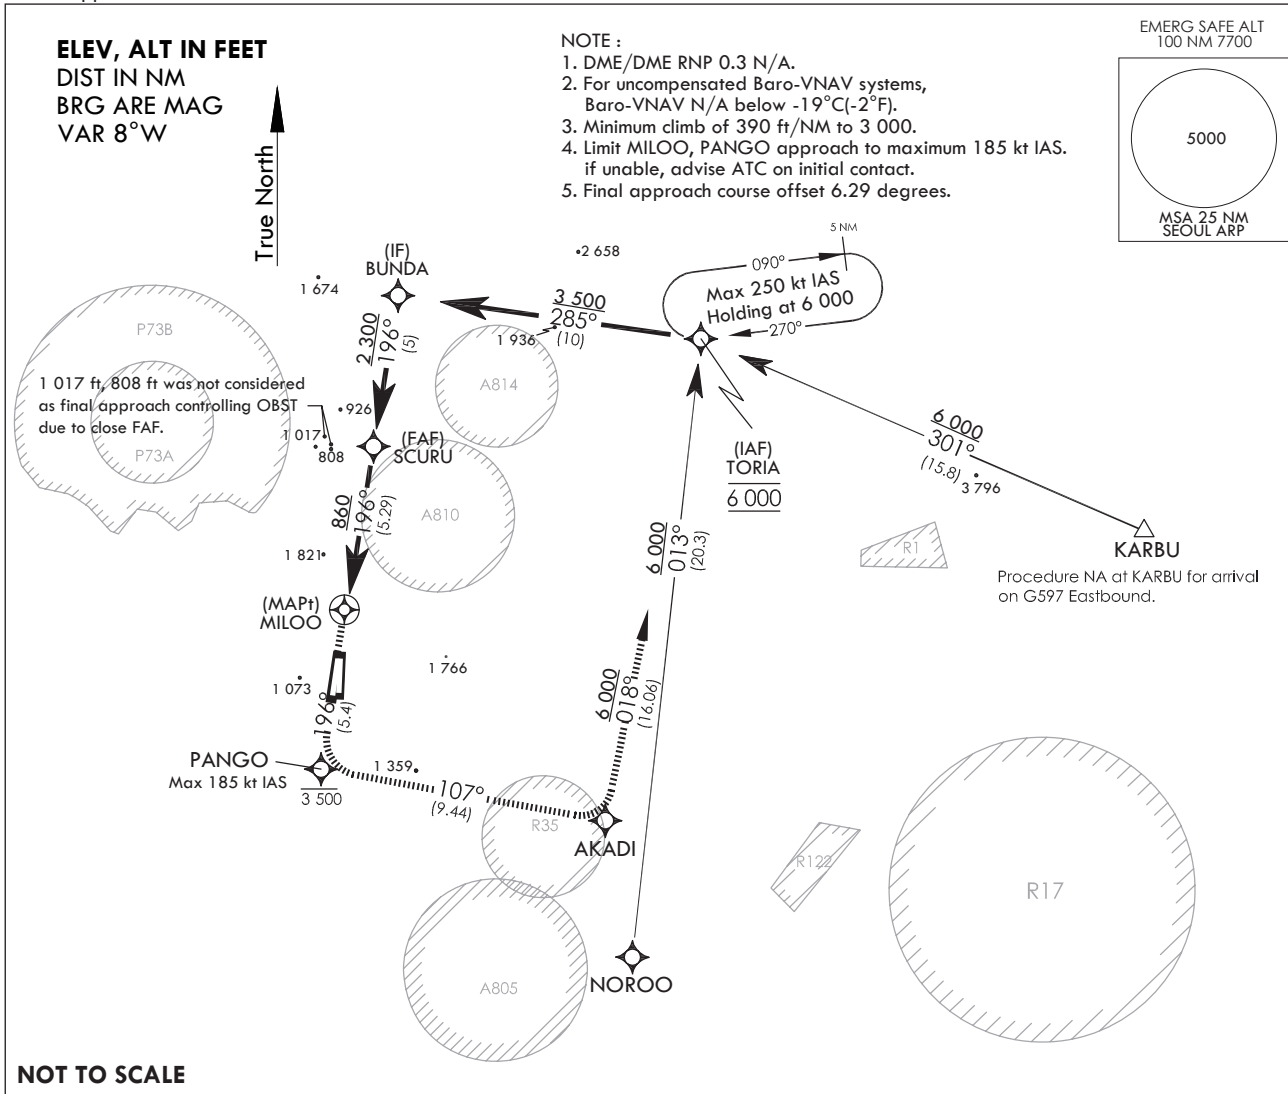 ELEV, ALT IN FEET
DIST IN NM
BRG ARE MAG
VAR 8°W
True North
NOTE :
1. DME/DME RNP 0.3 N/A.
2. For uncompensated Baro-VNAV systems,
Baro-VNAV N/A below -19°C(-2°F).
3. Minimum climb of 390 ft/NM to 3 000.
4. Limit MILOO, PANGO approach to maximum 185 kt IAS.
if unable, advise ATC on initial contact.
5. Final approach course offset 6.29 degrees.
EMERG SAFE ALT
100 NM 7700
5000
MSA 25 NM
SEOUL ARP
5 NM
090°
Max 250 kt IAS
Holding at 6 000
270°
2 658
(IF)
BUNDA
1 674
3 500
285°
(10)
1 936
2 300
196°
(5)
P73B
P73A
A814
1 017 ft, 808 ft was not considered
as final approach controlling OBST
due to close FAF.
926
1 017
808
(FAF)
SCURU
(IAF)
TORIA
6 000
6 000
301°
(15.8)
3 796
KARBU
Procedure NA at KARBU for arrival
on G597 Eastbound.
R1
A810
860
196°
(5.29)
1 821
6 000
013°
(20.3)
(MAPt)
MILOO
1 766
1 073
196°
(5.4)
6 000
018°
(16.06)
PANGO
Max 185 kt IAS
3 500
1 359
107°
(9.44)
R35
AKADI
R122
R17
A805
NOROO
NOT TO SCALE